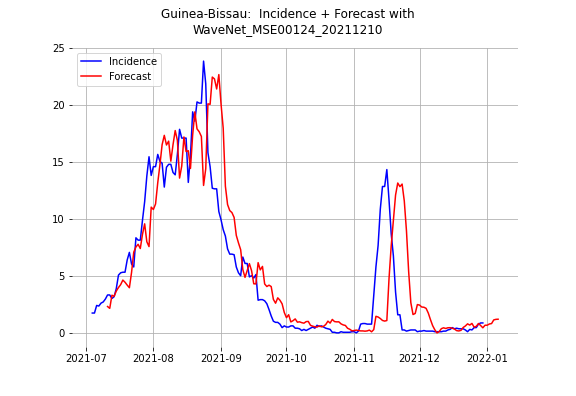 Guinea-Bissau:  Incidence + Forecast with
WaveNet_MSE00124_20211210
Incidence
Forecast
25
20
15
10
5
0
2021-07 2021-08 2021-09 2021-10 2021-11 2021-12 2022-01